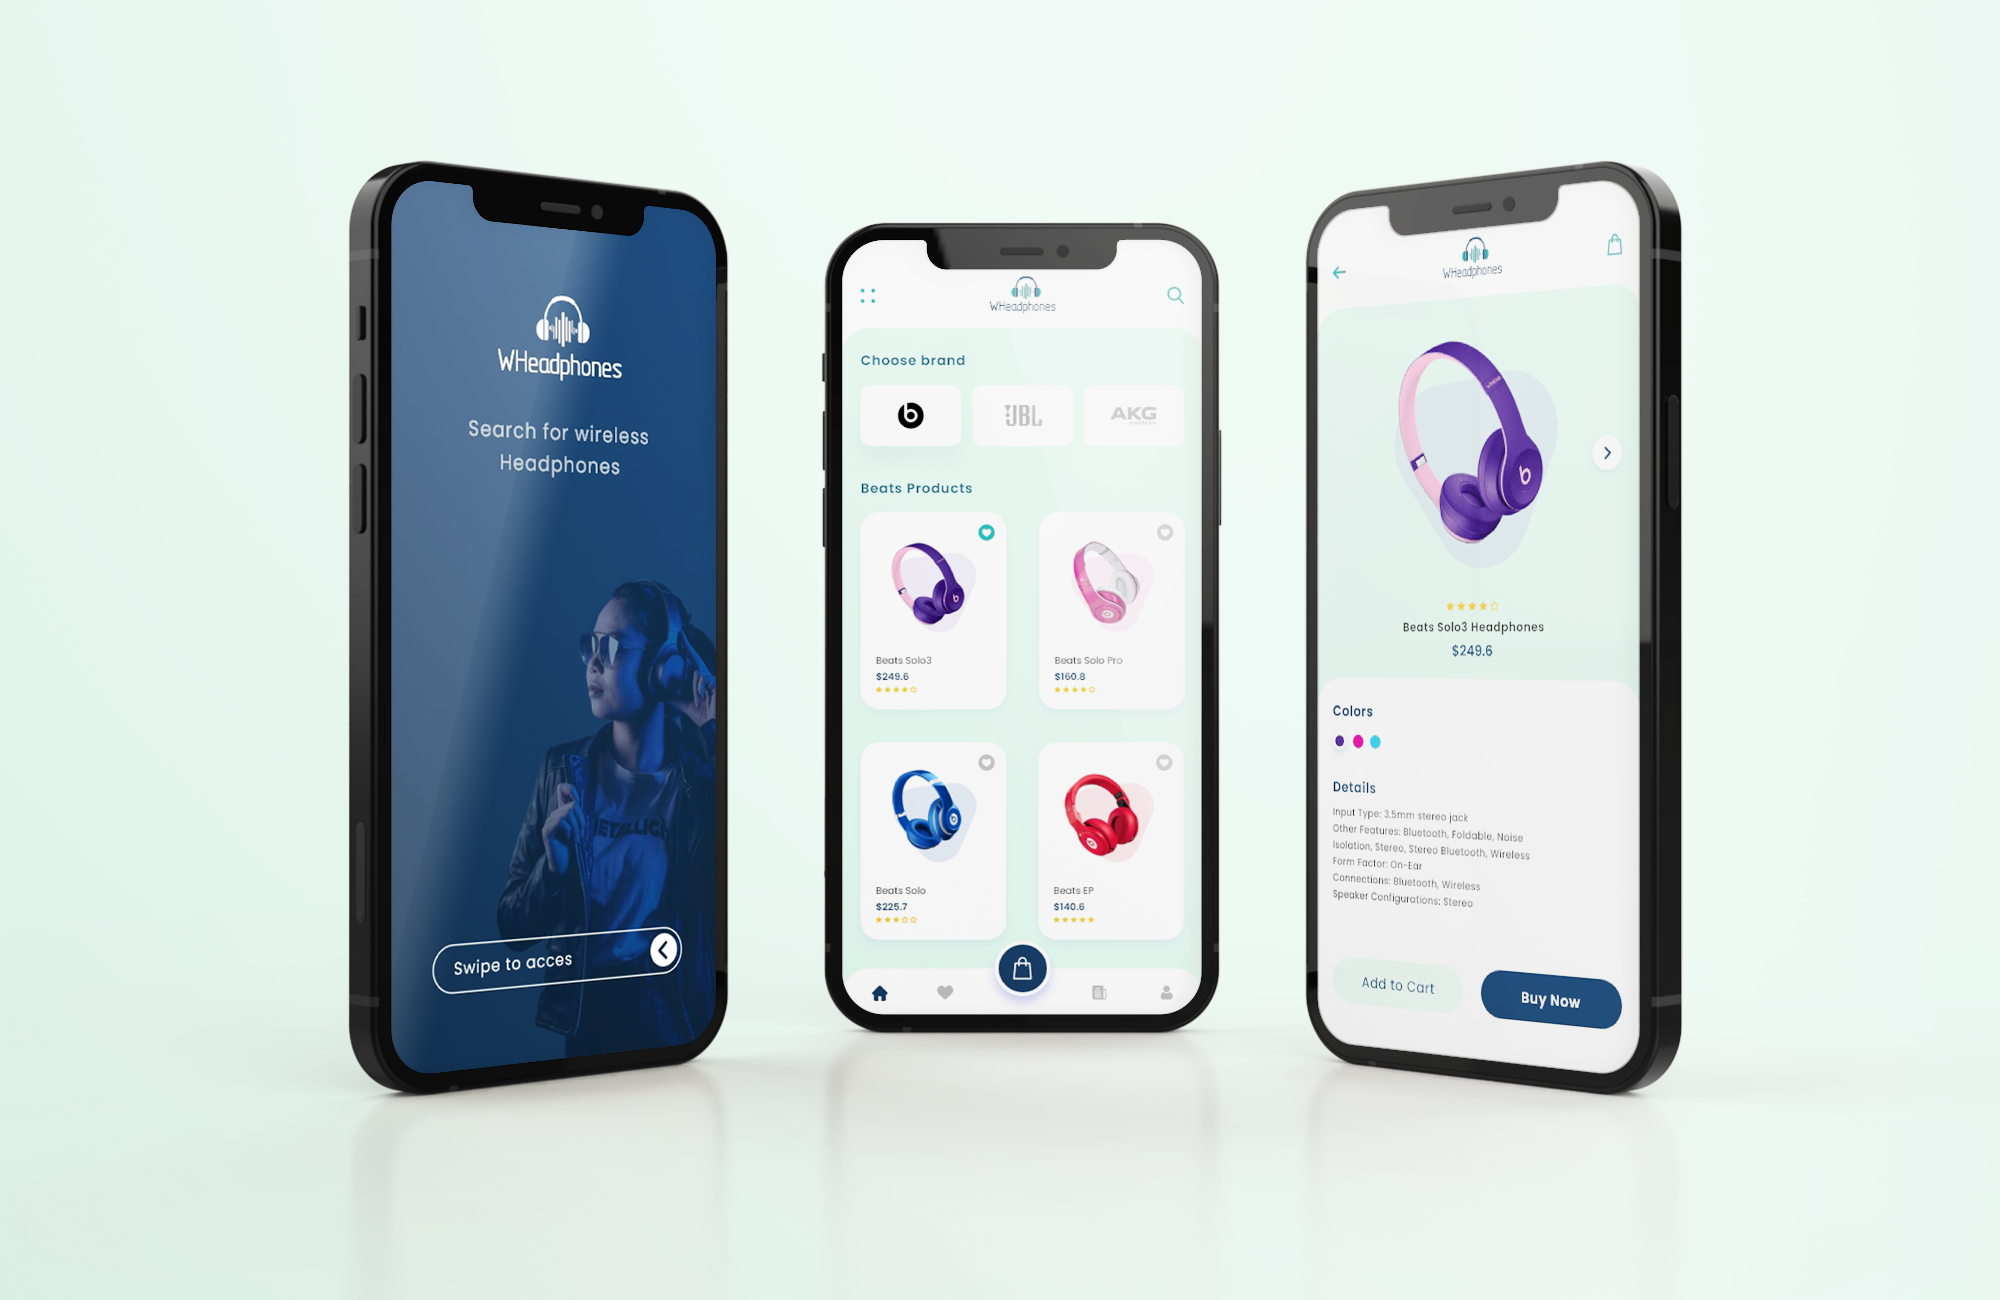 WHeadphones
Search for wireless
Headphones
METALLICA
Swipe to acces
WHeadphones
Choose brand
b
JBL
AKG
Beats Products
Beats Solo3
$249.6
Beats Solo Pro
$160.8
Beats Solo
$225.7
Beats EP
$140.6
WHeadphones
b
Beats Solo3 Headphones
$249.6
Colors
Details
Input Type: 3.5mm stereo jack
Other Features: Bluetooth, Foldable, Noise
Isolation, Stereo, Stereo Bluetooth, Wireless
Form Factor: On-Ear
Connections: Bluetooth, Wireless
Speaker Configurations: Stereo
Add to Cart
Buy Now